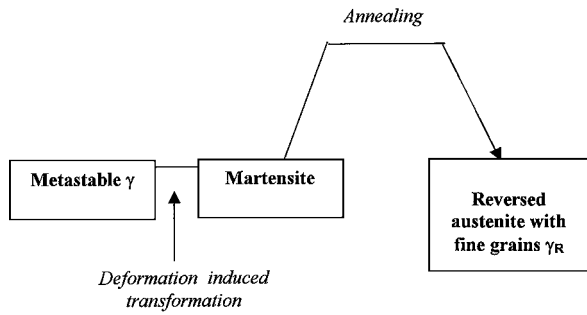 Annealing
Metastable γ
Martensite
Reversed
austenite with
fine grains γR
Deformation induced
transformation